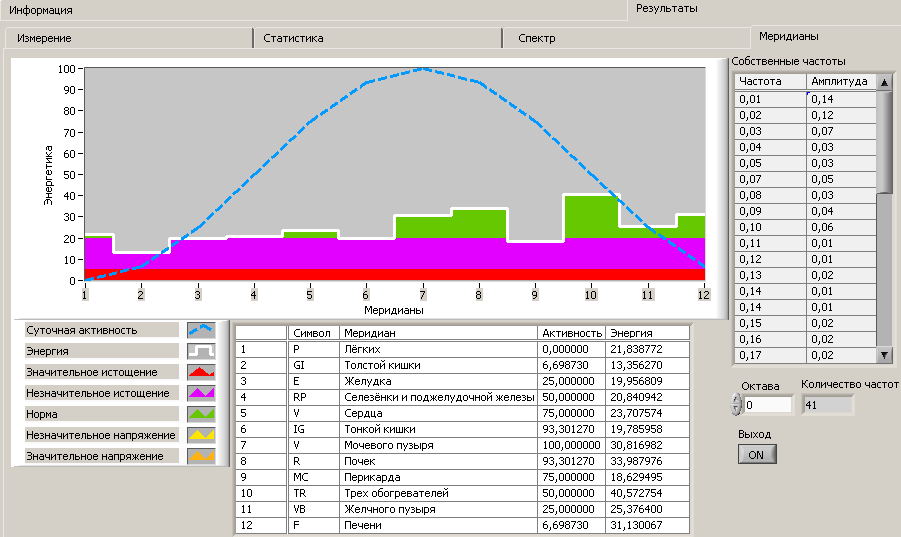 Информация Результаты
Измерение Статистика Спектр Меридианы
Энергетика
100
90
80
70
60
50
40
30
20
10
0
1 2 3 4 5 6 7 8 9 10 11 12
Меридианы
Собственные частоты
Частота Амплитуда
0,01 0,14
0,02 0,12
0,03 0,07
0,04 0,03
0,05 0,03
0,07 0,05
0,08 0,03
0,09 0,04
0,10 0,06
0,11 0,01
0,12 0,01
0,13 0,02
0,14 0,01
0,14 0,01
0,15 0,02
0,16 0,02
0,17 0,02
Суточная активность
Энергия
Значительное истощение
Незначительное истощение
Норма
Незначительное напряжение
Значительное напряжение
Символ Меридиан Активность Энергия
1 P Лёгких 0,000000 21,838772
2 GI Толстой кишки 6,698730 13,356270
3 E Желудка 25,000000 19,956809
4 RP Селезёнки и поджелудочной железы 50,000000 20,840942
5 V Сердца 75,000000 23,707574
6 IG Тонкой кишки 93,301270 19,785958
7 V Мочевого пузыря 100,000000 30,816982
8 R Почек 93,301270 33,987976
9 MC Перикарда 75,000000 18,629495
10 TR Трех обогревателей 50,000000 40,572754
11 VB Желчного пузыря 25,000000 25,376400
12 F Печени 6,698730 31,130067
Октава Количество частот
0 41
Выход
ON